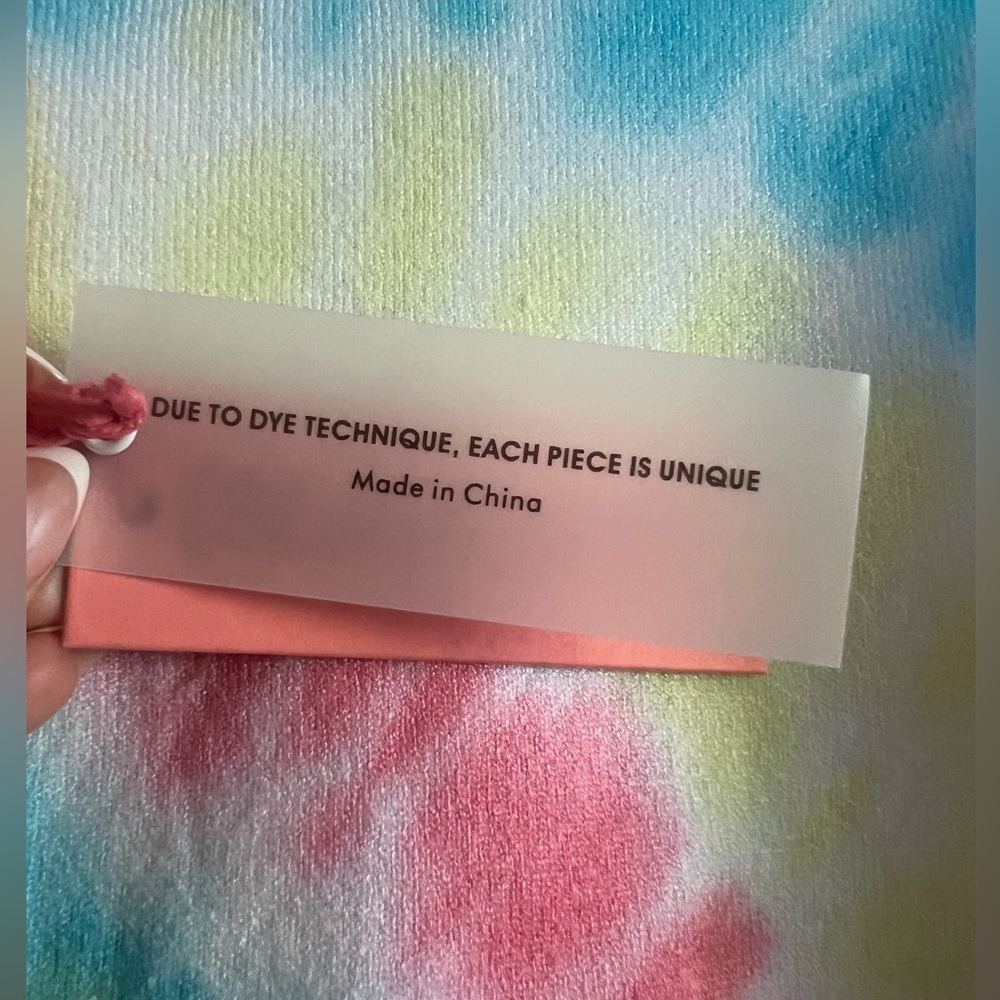 DUE TO DYE TECHNIQUE, EACH PIECE IS UNIQUE
Made in China